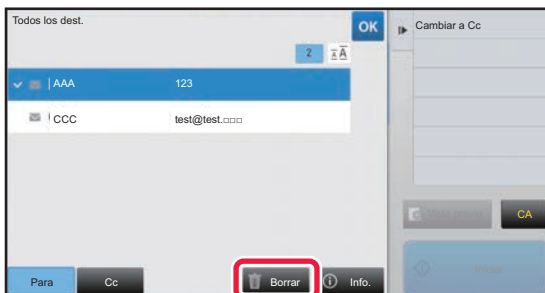 Todos los dest.
OK
Cambiar a Cc
2
AAA 123
CCC test@test.□□□
CA
Para
Cc
Borrar
Info.